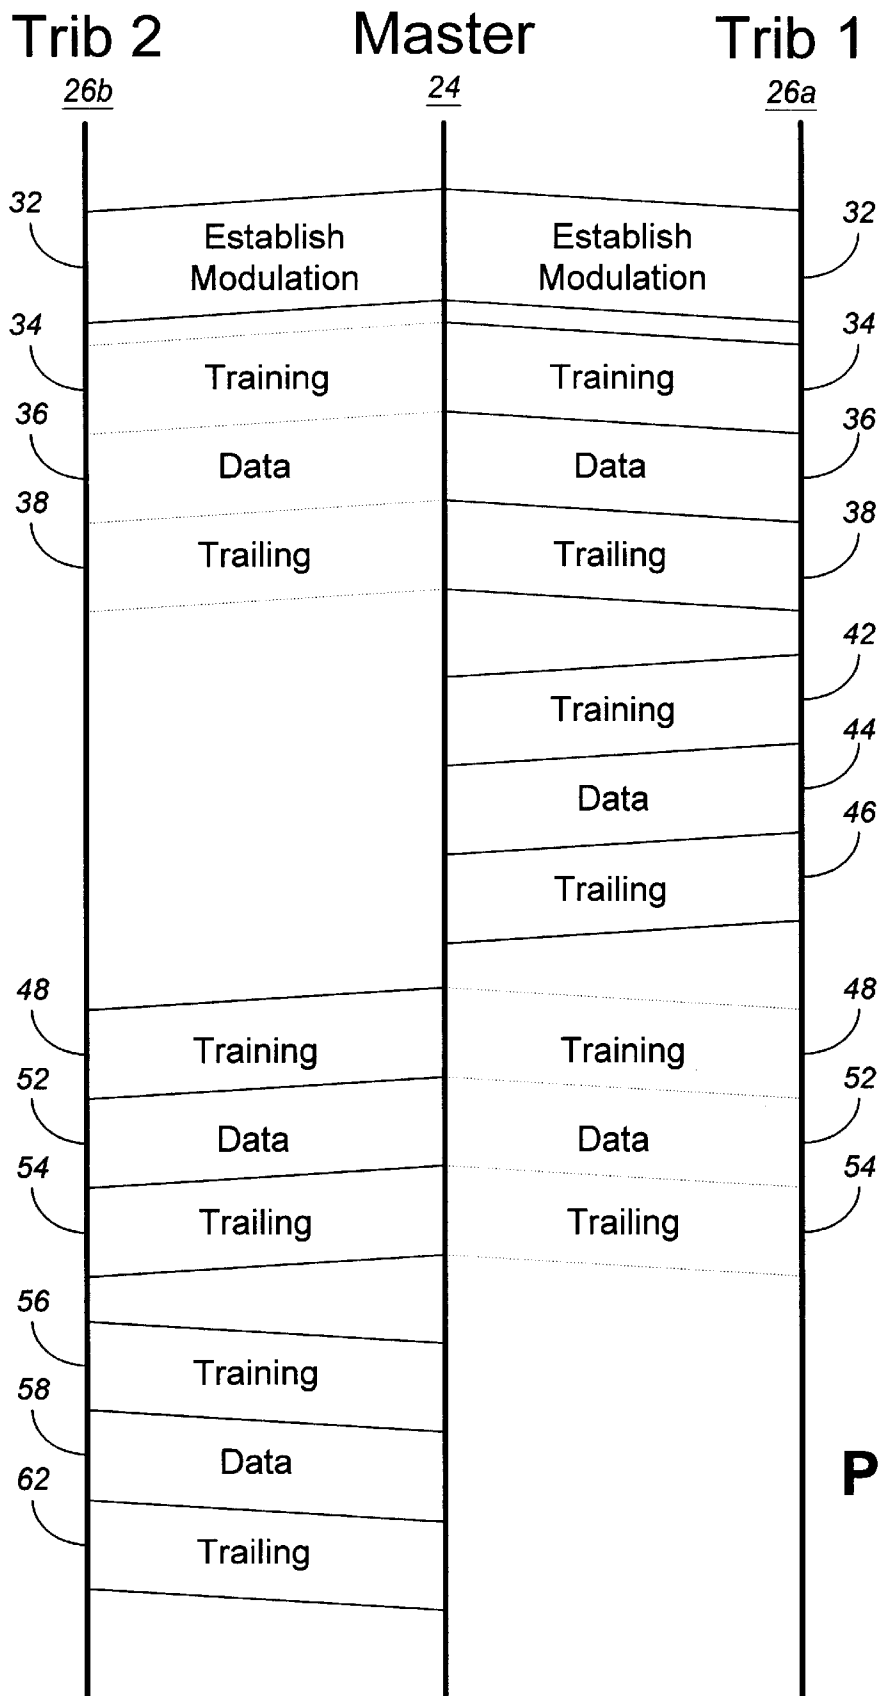 Trib 2 Master Trib 1
26b 24 26a
32 32
Establish Establish
Modulation Modulation
34 34
Training Training
36 36
Data Data
38 38
Trailing Trailing
42
Training
44
Data
46
Trailing
48 48
Training Training
52 52
Data Data
54 54
Trailing Trailing
56
Training
58
Data P
62
Trailing